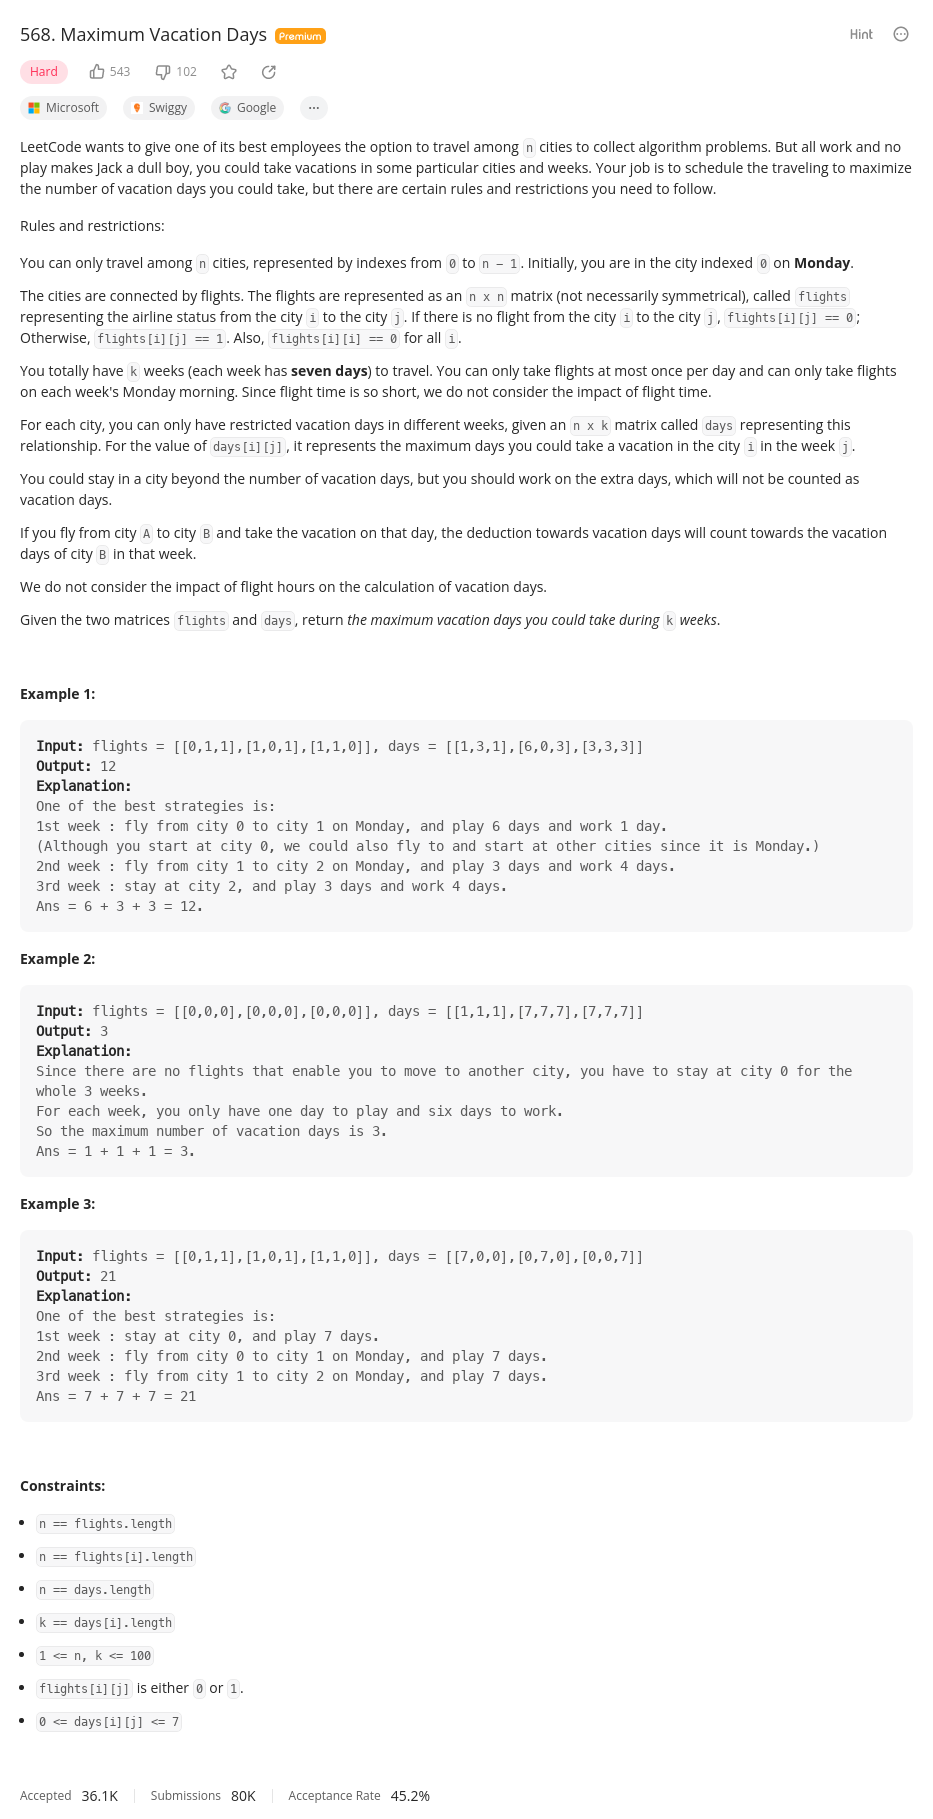 568. Maximum Vacation Days Premium
Hint
Hard 543 102
Microsoft Swiggy Google ...
LeetCode wants to give one of its best employees the option to travel among n cities to collect algorithm problems. But all work and no
play makes Jack a dull boy, you could take vacations in some particular cities and weeks. Your job is to schedule the traveling to maximize
the number of vacation days you could take, but there are certain rules and restrictions you need to follow.
Rules and restrictions:
You can only travel among n cities, represented by indexes from 0 to n - 1. Initially, you are in the city indexed 0 on Monday.
The cities are connected by flights. The flights are represented as an n x n matrix (not necessarily symmetrical), called flights
representing the airline status from the city i to the city j. If there is no flight from the city i to the city j, flights[i][j] == 0;
Otherwise, flights[i][j] == 1. Also, flights[i][i] == 0 for all i.
You totally have k weeks (each week has seven days) to travel. You can only take flights at most once per day and can only take flights
on each week's Monday morning. Since flight time is so short, we do not consider the impact of flight time.
For each city, you can only have restricted vacation days in different weeks, given an n x k matrix called days representing this
relationship. For the value of days[i][j], it represents the maximum days you could take a vacation in the city i in the week j.
You could stay in a city beyond the number of vacation days, but you should work on the extra days, which will not be counted as
vacation days.
If you fly from city A to city B and take the vacation on that day, the deduction towards vacation days will count towards the vacation
days of city B in that week.
We do not consider the impact of flight hours on the calculation of vacation days.
Given the two matrices flights and days, return the maximum vacation days you could take during k weeks.
Example 1:
Input: flights = [[0,1,1],[1,0,1],[1,1,0]], days = [[1,3,1],[6,0,3],[3,3,3]]
Output: 12
Explanation:
One of the best strategies is:
1st week : fly from city 0 to city 1 on Monday, and play 6 days and work 1 day.
(Although you start at city 0, we could also fly to and start at other cities since it is Monday.)
2nd week : fly from city 1 to city 2 on Monday, and play 3 days and work 4 days.
3rd week : stay at city 2, and play 3 days and work 4 days.
Ans = 6 + 3 + 3 = 12.
Example 2:
Input: flights = [[0,0,0],[0,0,0],[0,0,0]], days = [[1,1,1],[7,7,7],[7,7,7]]
Output: 3
Explanation:
Since there are no flights that enable you to move to another city, you have to stay at city 0 for the
whole 3 weeks.
For each week, you only have one day to play and six days to work.
So the maximum number of vacation days is 3.
Ans = 1 + 1 + 1 = 3.
Example 3:
Input: flights = [[0,1,1],[1,0,1],[1,1,0]], days = [[7,0,0],[0,7,0],[0,0,7]]
Output: 21
Explanation:
One of the best strategies is:
1st week : stay at city 0, and play 7 days.
2nd week : fly from city 0 to city 1 on Monday, and play 7 days.
3rd week : fly from city 1 to city 2 on Monday, and play 7 days.
Ans = 7 + 7 + 7 = 21
Constraints:
• n == flights.length
• n == flights[i].length
• n == days.length
• k == days[i].length
• 1 <= n, k <= 100
• flights[i][j] is either 0 or 1.
• 0 <= days[i][j] <= 7
Accepted 36.1K Submissions 80K Acceptance Rate 45.2%